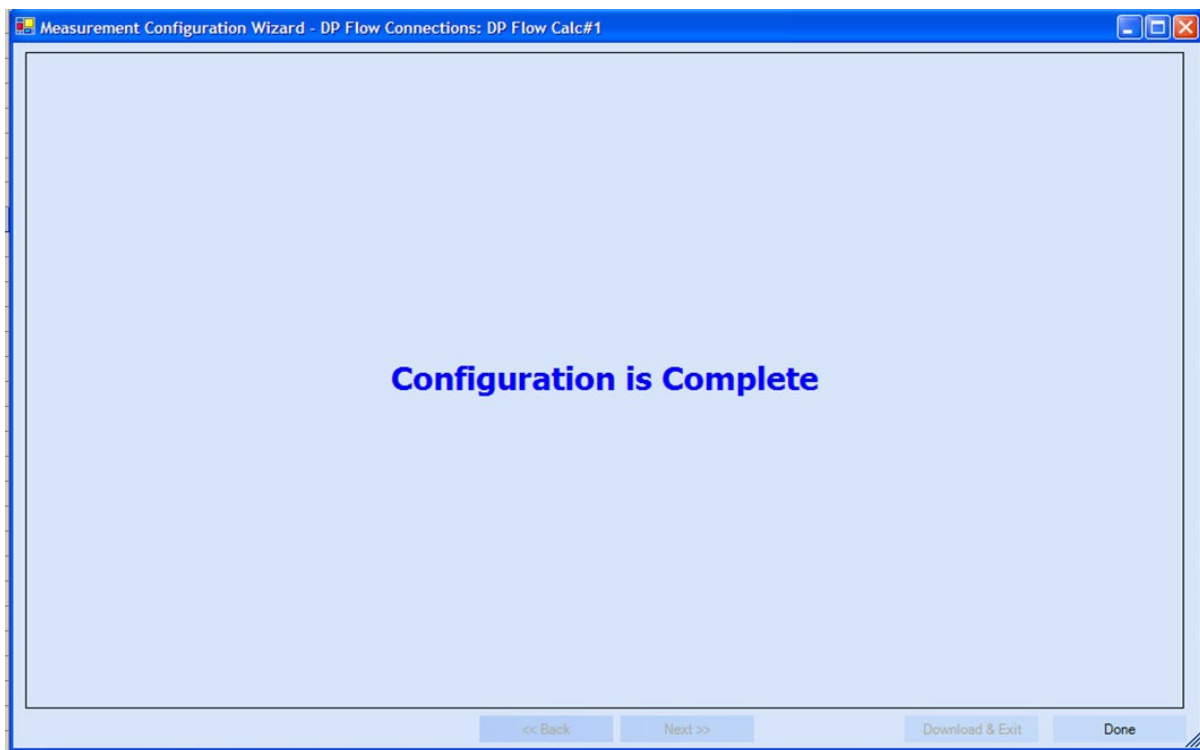 Measurement Configuration Wizard - DP Flow Connections: DP Flow Calc#1
Configuration is Complete
<< Back Next >> Download & Exit Done